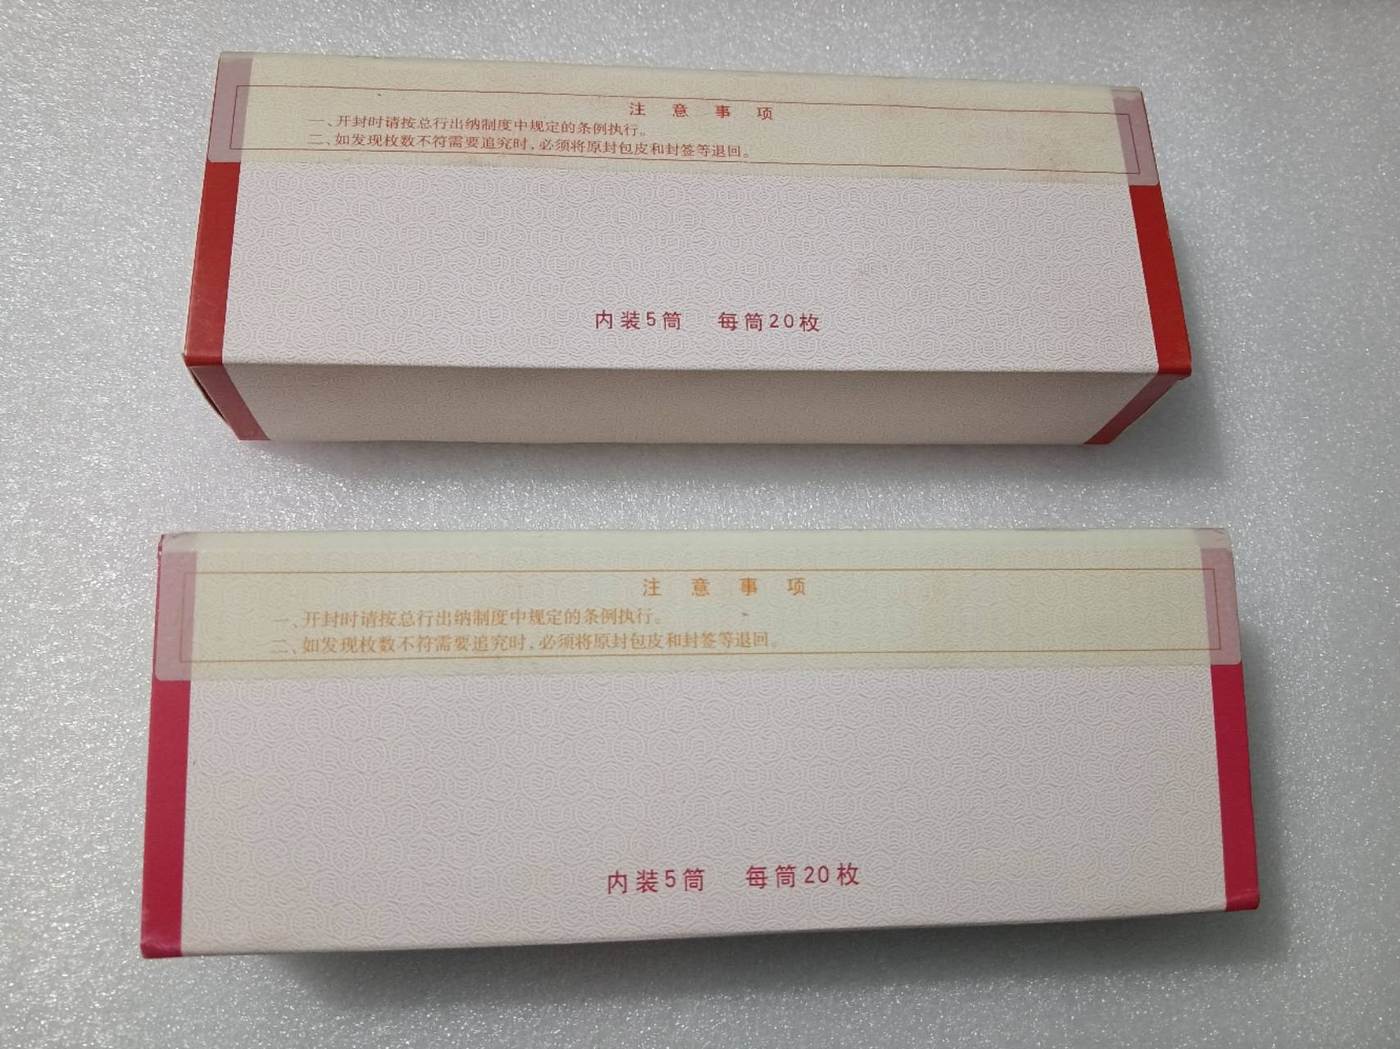 注意事项
一、开封时请按总行出纳制度中规定的条例执行。
二、如发现枚数不符需要追究时,必须将原封包皮和封签等退回。
内装5筒 每筒20枚
注意事项
一、开封时请按总行出纳制度中规定的条例执行。
二、如发现枚数不符需要追究时,必须将原封包皮和封签等退回。
内装5筒 每筒20枚